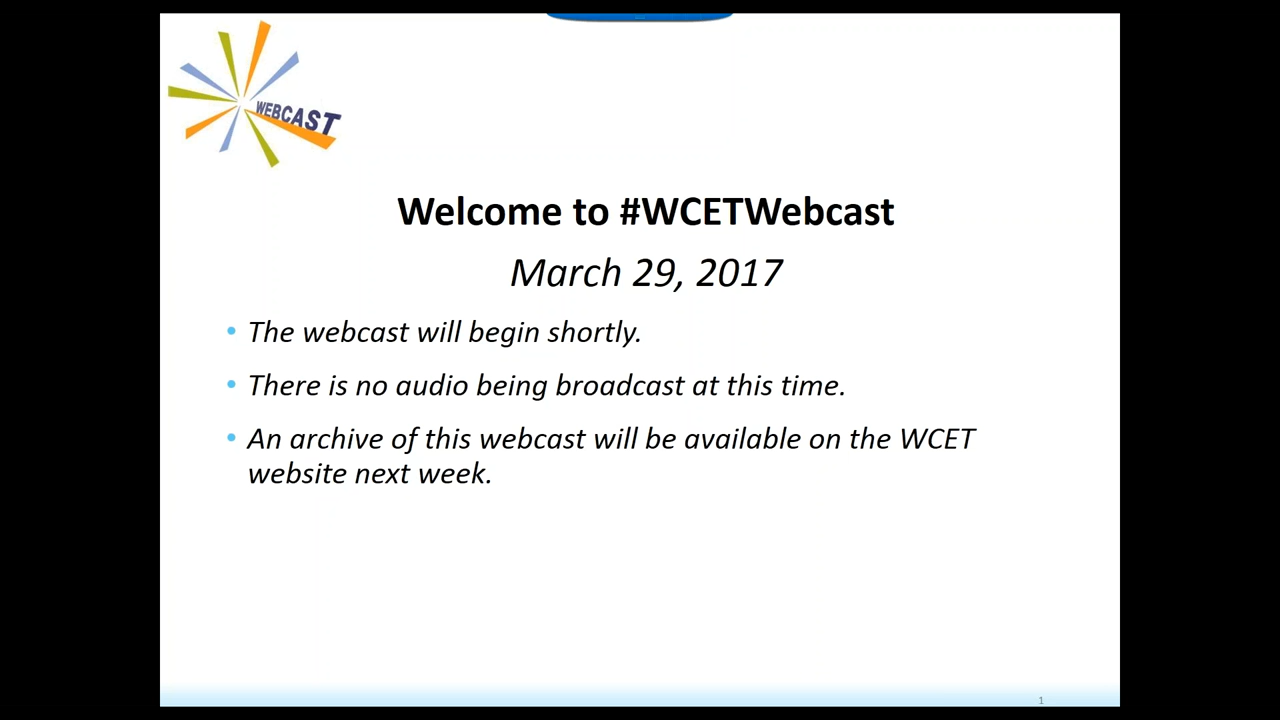 WEBCAST
Welcome to #WCETWebcast
March 29, 2017
• The webcast will begin shortly.
• There is no audio being broadcast at this time.
• An archive of this webcast will be available on the WCET
website next week.
1